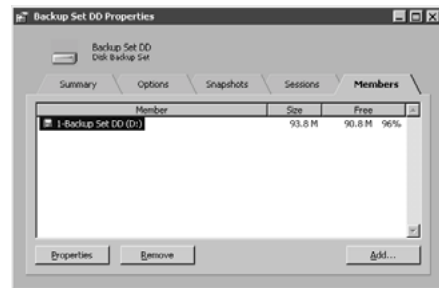 Backup Set DD Properties
Backup Set DD
Disk Backup Set
Summary Options Snapshots Sessions Members
Member Size Free
1-Backup Set DD (D:) 93.8 M 90.8 M 96%
Properties Remove Add...